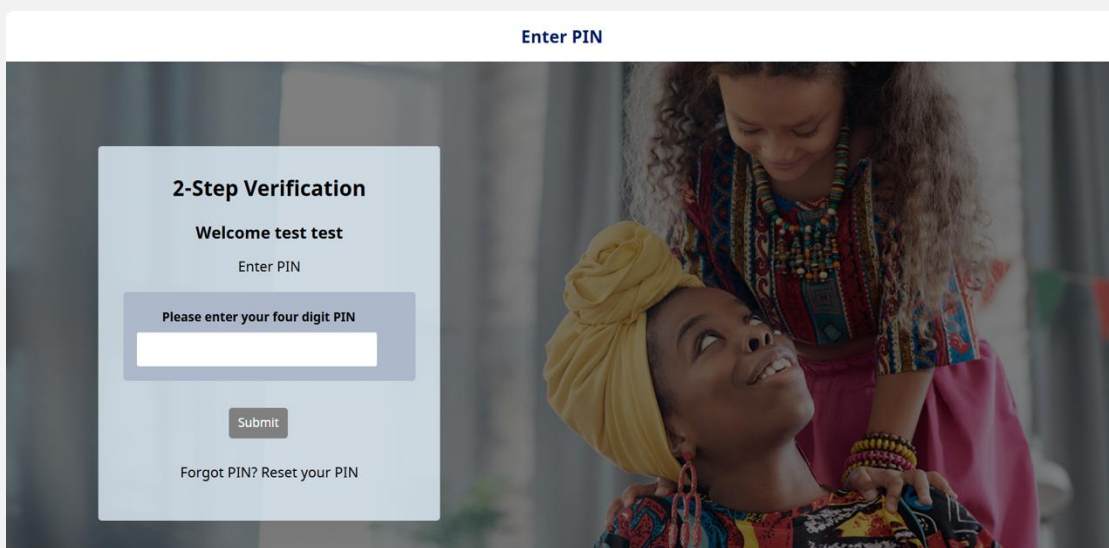 Enter PIN
2-Step Verification
Welcome test test
Enter PIN
Please enter your four digit PIN
Submit
Forgot PIN? Reset your PIN